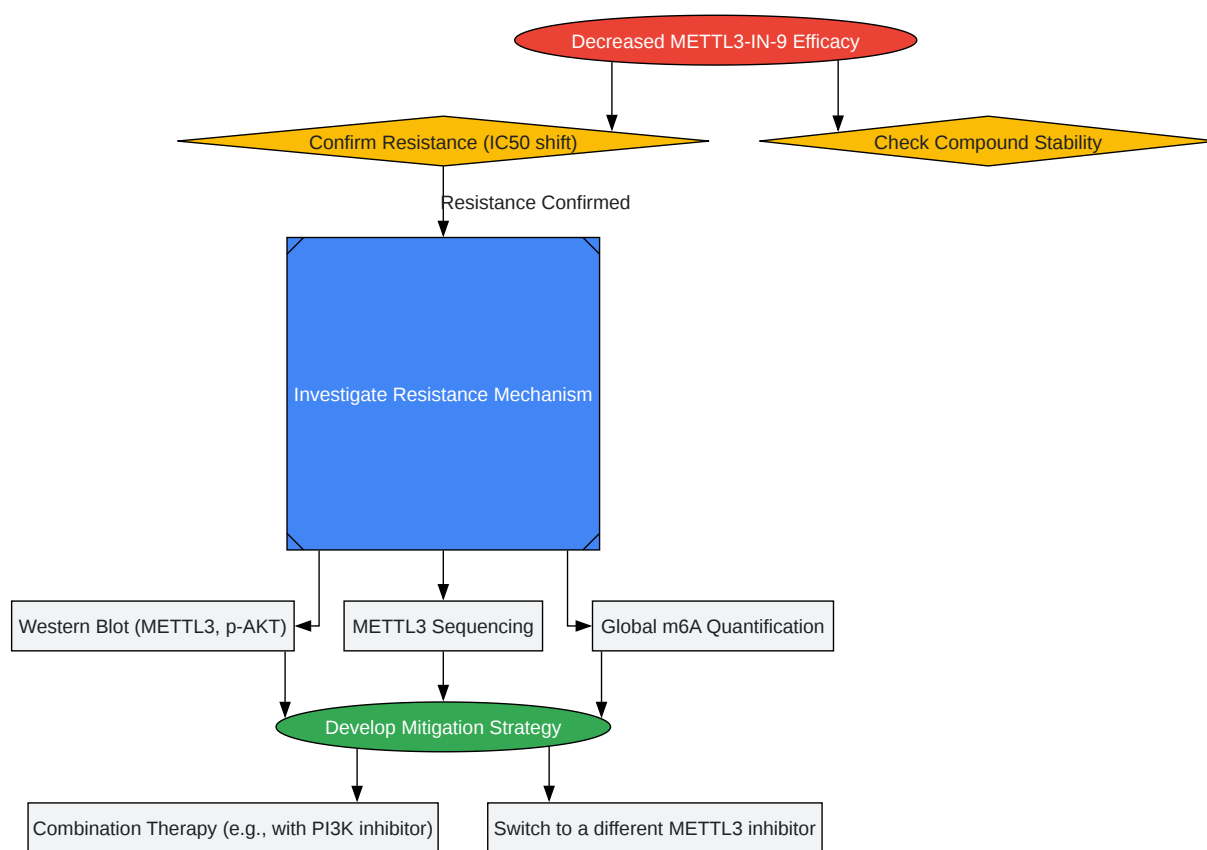 Decreased METTL3-IN-9 Efficacy
Confirm Resistance (IC50 shift)
Check Compound Stability
Resistance Confirmed
Investigate Resistance Mechanism
Western Blot (METTL3, p-AKT)
METTL3 Sequencing
Global m6A Quantification
Develop Mitigation Strategy
Combination Therapy (e.g., with PI3K inhibitor)
Switch to a different METTL3 inhibitor